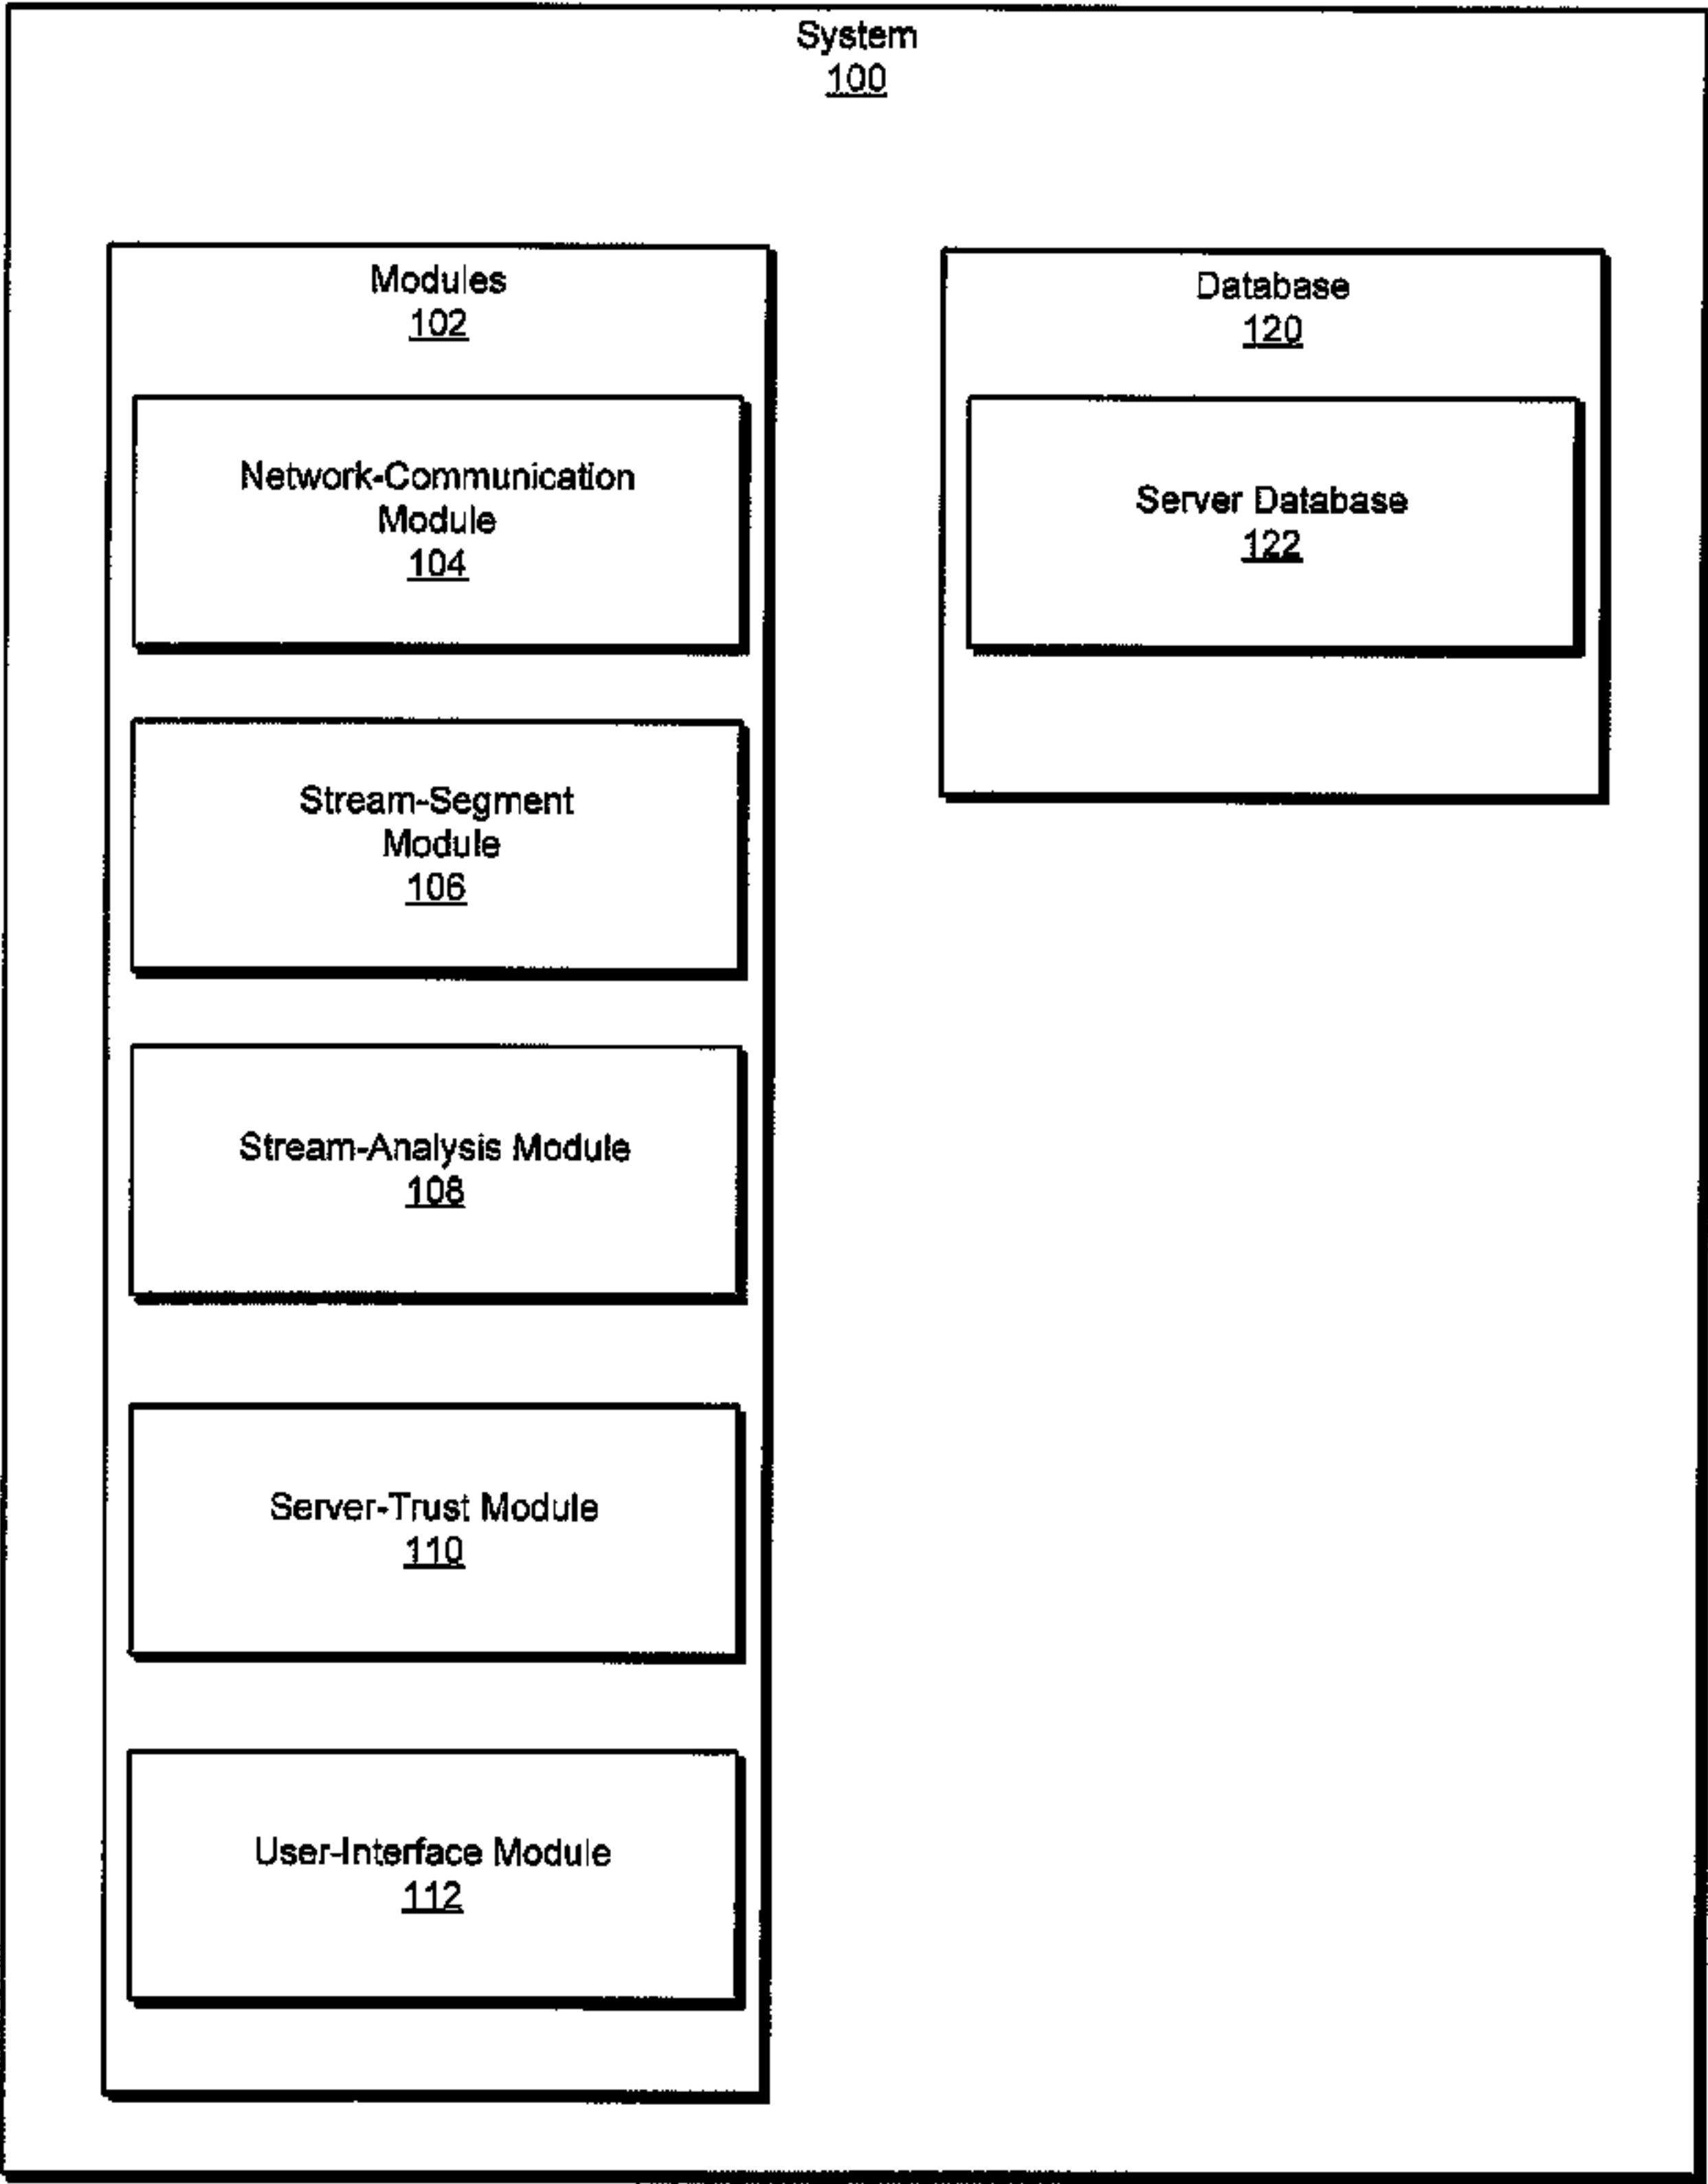 System
100
Modules
102
Network-Communication
Module
104
Stream-Segment
Module
106
Stream-Analysis Module
108
Server-Trust Module
110
User-Interface Module
112
Database
120
Server Database
122